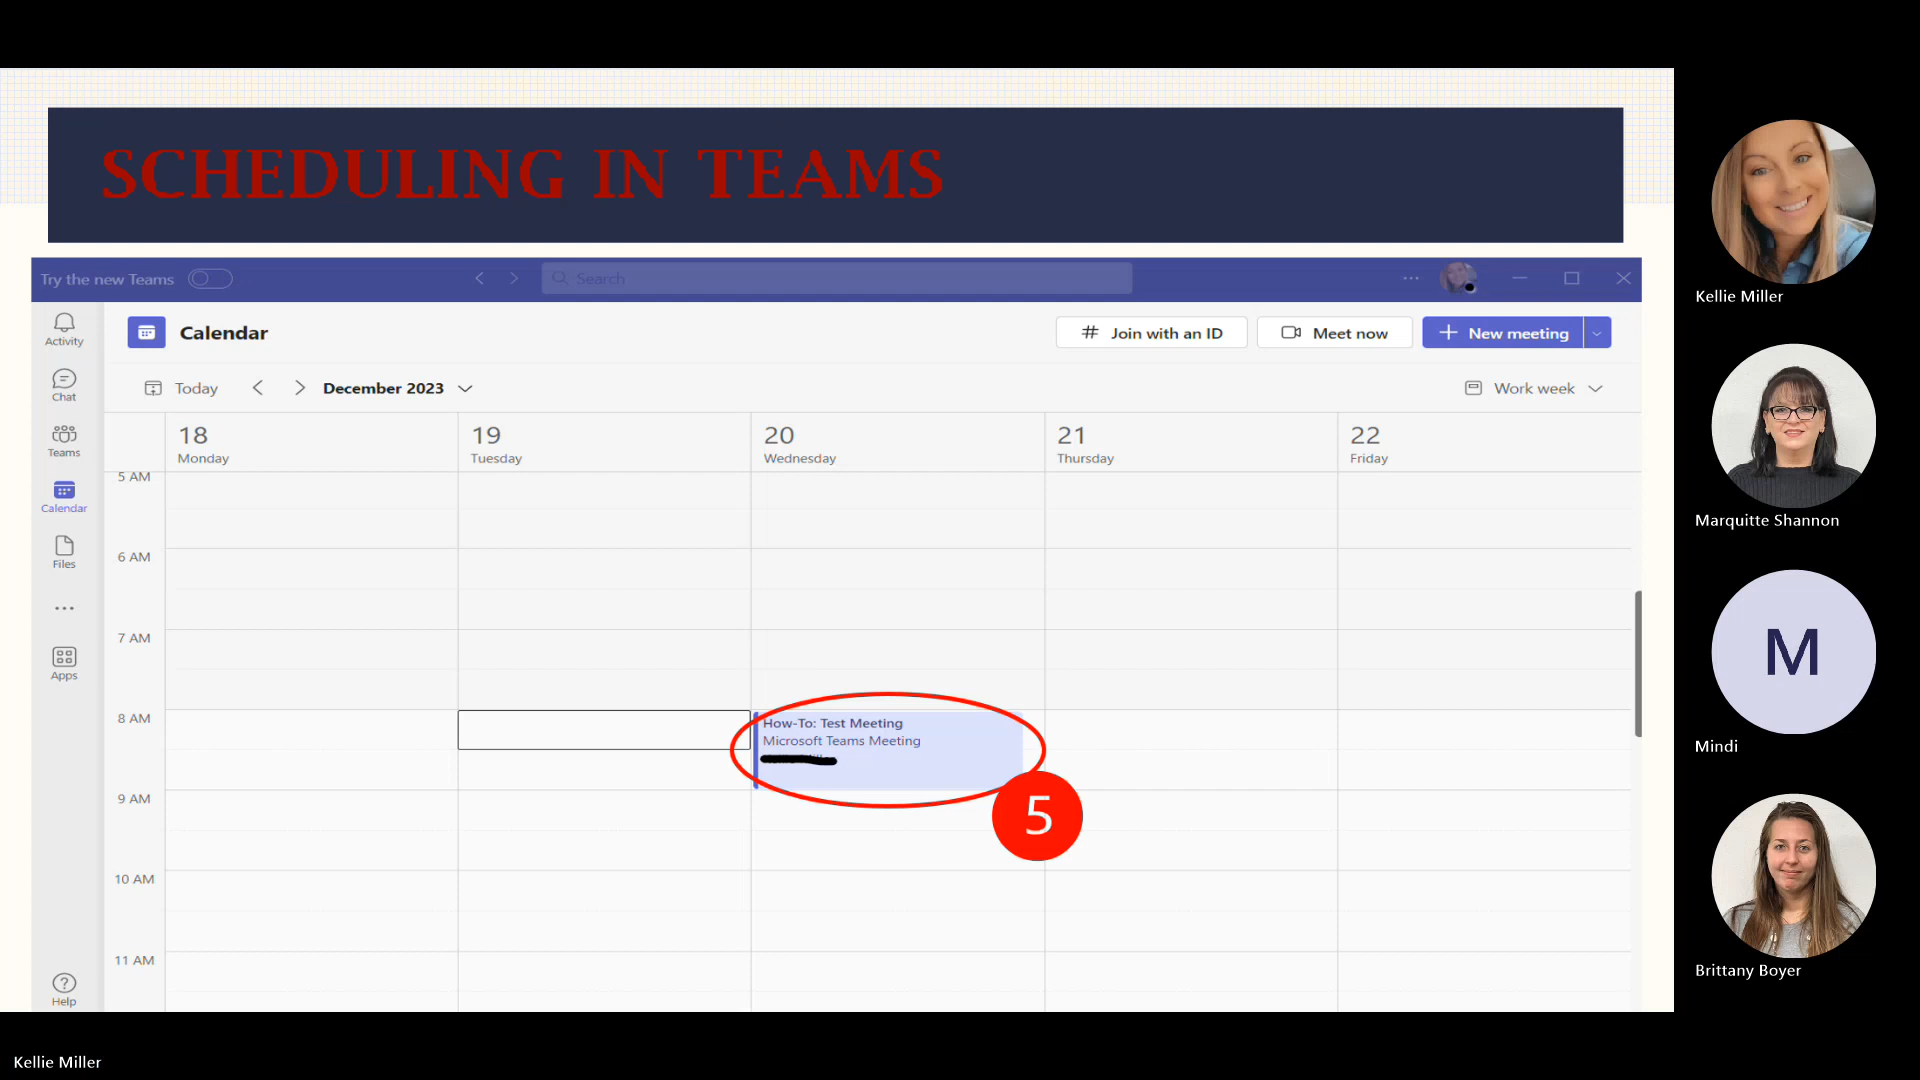 SCHEDULING IN TEAMS
Try the new Teams
Search
Activity
Chat
Teams
Calendar
Files
Apps
Help
Calendar
# Join with an ID
Meet now
New meeting
Today
December 2023
Work week
18
Monday
19
Tuesday
20
Wednesday
21
Thursday
22
Friday
5 AM
6 AM
7 AM
8 AM
9 AM
10 AM
11 AM
How-To: Test Meeting
Microsoft Teams Meeting
5
Kellie Miller
Marquitte Shannon
M
Mindi
Brittany Boyer
Kellie Miller